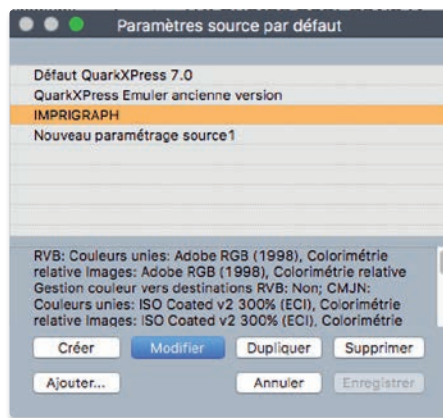 Paramètres source par défaut
Défaut QuarkXPress 7.0
QuarkXPress Emuler ancienne version
IMPRIGRAPH
Nouveau paramétrage source1
RVB: Couleurs unies: Adobe RGB (1998), Colorimétrie
relative Images: Adobe RGB (1998), Colorimétrie relative
Gestion couleur vers destinations RVB: Non; CMJN:
Couleurs unies: ISO Coated v2 300% (ECI), Colorimétrie
relative Images: ISO Coated v2 300% (ECI), Colorimétrie
Créer Modifier Dupliquer Supprimer
Ajouter... Annuler Enregistrer